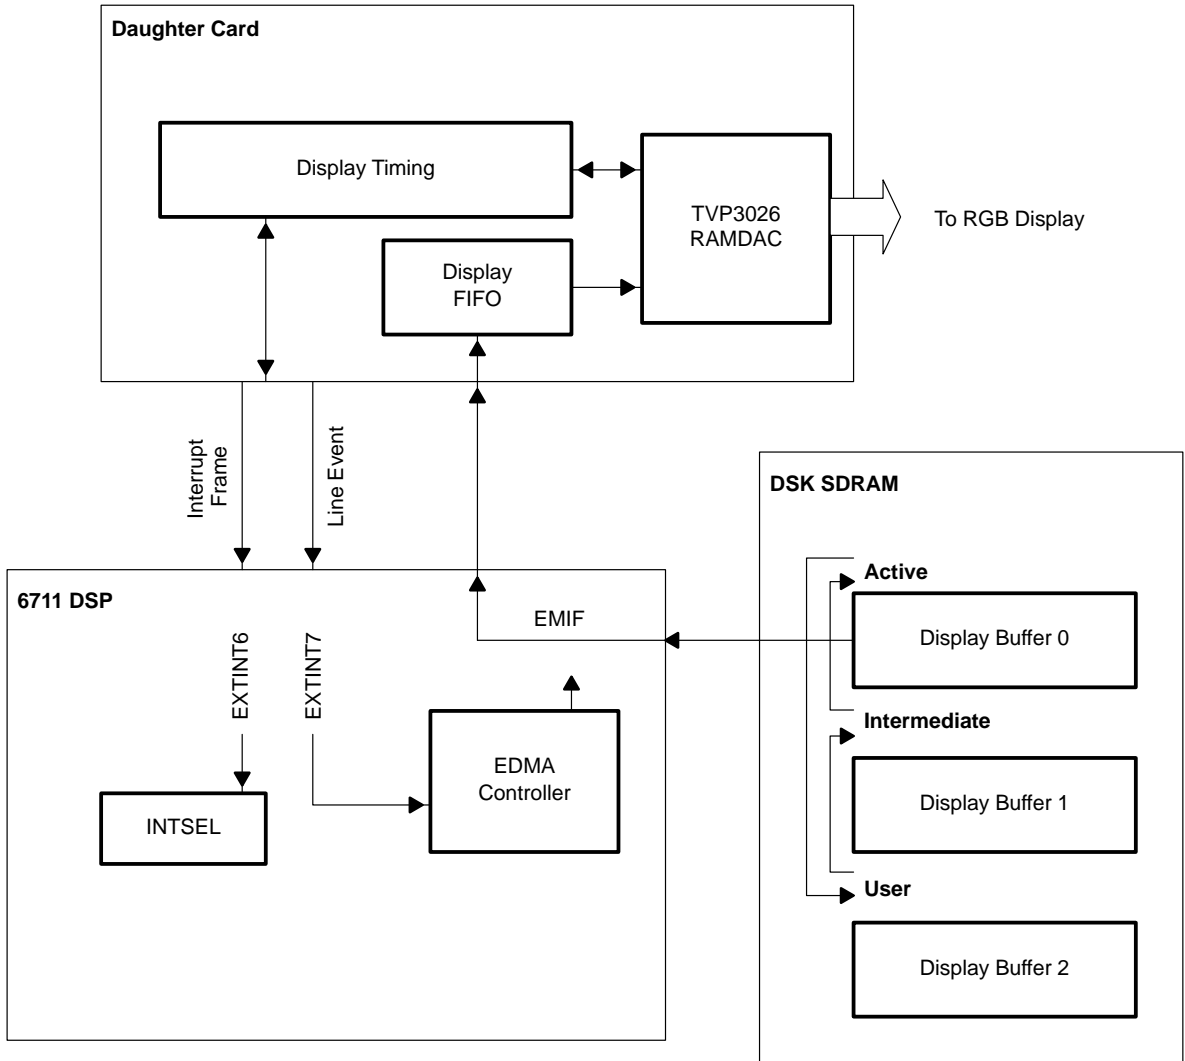 Daughter Card
Display Timing
TVP3026
RAMDAC
To RGB Display
Display
FIFO
Interrupt
Frame
Line Event
DSK SDRAM
Active
6711 DSP
EMIF
Display Buffer 0
EXTINT6
EXTINT7
Intermediate
EDMA
Controller
Display Buffer 1
INTSEL
User
Display Buffer 2